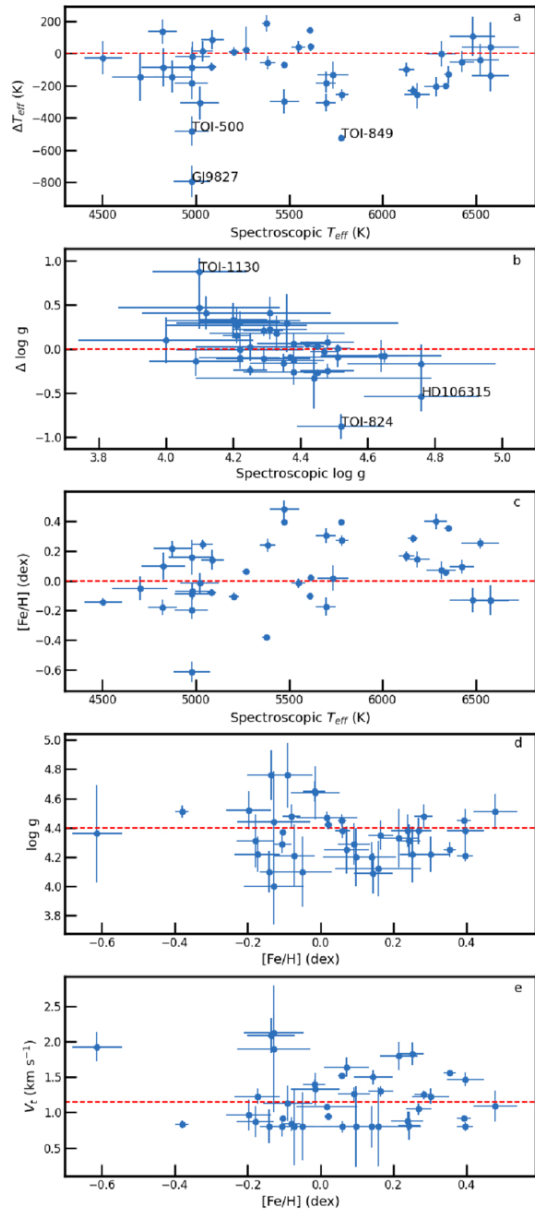 a
200
0
−200
−400
−600
−800
ΔTeff (K)
TOI-500
TOI-849
GJ9827
4500 5000 5500 6000 6500
Spectroscopic Teff (K)
b
1.0
0.5
0.0
−0.5
−1.0
Δ log g
TOI-1130
HD106315
TOI-824
3.8 4.0 4.2 4.4 4.6 4.8 5.0
Spectroscopic log g
c
0.4
0.2
0.0
−0.2
−0.4
−0.6
[Fe/H] (dex)
4500 5000 5500 6000 6500
Spectroscopic Teff (K)
d
5.0
4.8
4.6
4.4
4.2
4.0
3.8
log g
−0.6 −0.4 −0.2 0.0 0.2 0.4
[Fe/H] (dex)
e
2.5
2.0
1.5
1.0
0.5
Vt (km s−1)
−0.6 −0.4 −0.2 0.0 0.2 0.4
[Fe/H] (dex)